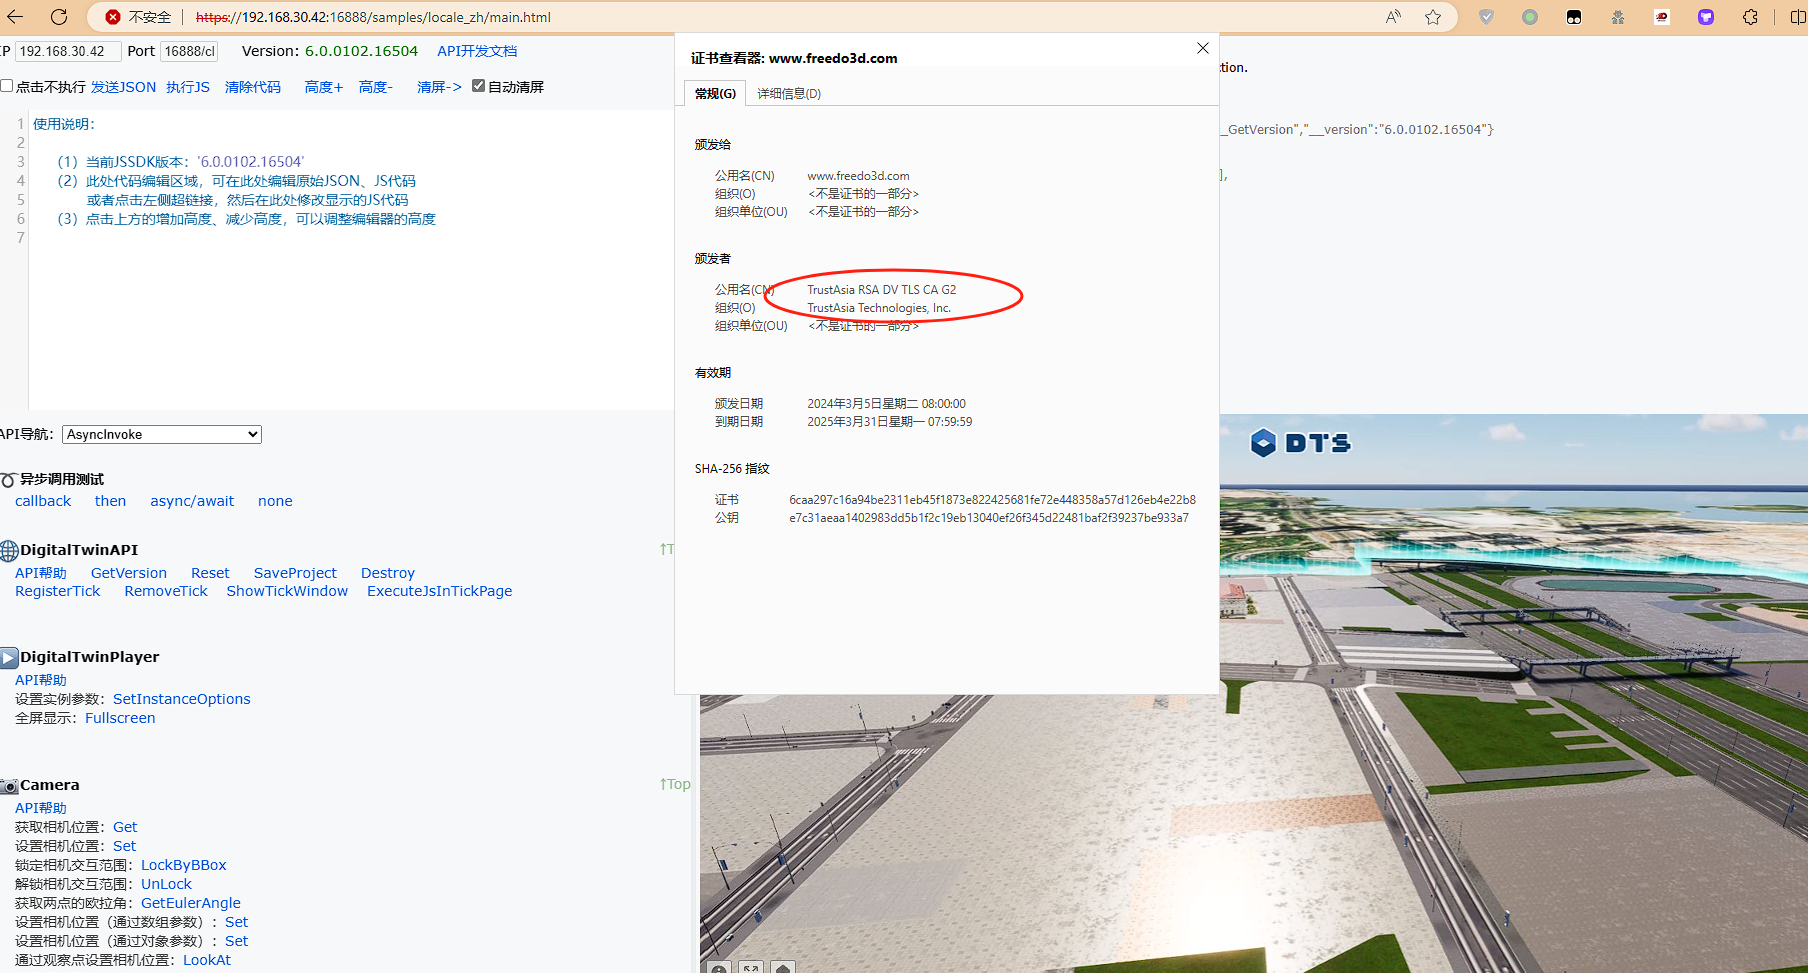 不安全 https://192.168.30.42:16888/samples/locale_zh/main.html
IP 192.168.30.42 Port 16888/cl Version: 6.0.0102.16504 API开发文档
点击不执行 发送JSON 执行JS 清除代码 高度+ 高度- 清屏-> 自动清屏
1 使用说明：
2
3 （1）当前JSSDK版本：'6.0.0102.16504'
4 （2）此处代码编辑区域，可在此处编辑原始JSON、JS代码
5 或者点击左侧超链接，然后在此处修改显示的JS代码
6 （3）点击上方的增加高度、减少高度，可以调整编辑器的高度
7
API导航： AsyncInvoke
异步调用测试
callback then async/await none
DigitalTwinAPI ↑T
API帮助 GetVersion Reset SaveProject Destroy
RegisterTick RemoveTick ShowTickWindow ExecuteJsInTickPage
DigitalTwinPlayer
API帮助
设置实例参数：SetInstanceOptions
全屏显示：Fullscreen
Camera ↑Top
API帮助
获取相机位置：Get
设置相机位置：Set
锁定相机交互范围：LockByBBox
解锁相机交互范围：UnLock
获取两点的欧拉角：GetEulerAngle
设置相机位置（通过数组参数）：Set
设置相机位置（通过对象参数）：Set
通过观察点设置相机位置：LookAt
证书查看器: www.freedo3d.com
常规(G) 详细信息(D)
颁发给
公用名(CN) www.freedo3d.com
组织(O) <不是证书的一部分>
组织单位(OU) <不是证书的一部分>
颁发者
公用名(CN) TrustAsia RSA DV TLS CA G2
组织(O) TrustAsia Technologies, Inc.
组织单位(OU) <不是证书的一部分>
有效期
颁发日期 2024年3月5日星期二 08:00:00
到期日期 2025年3月31日星期一 07:59:59
SHA-256 指纹
证书 6caa297c16a94be2311eb45f1873e822425681fe72e448358a57d126eb4e22b8
公钥 e7c31aeaa1402983dd5b1f2c19eb13040ef26f345d22481baf2f39237be933a7
tion.
_GetVersion","__version":"6.0.0102.16504"}
],
DTS